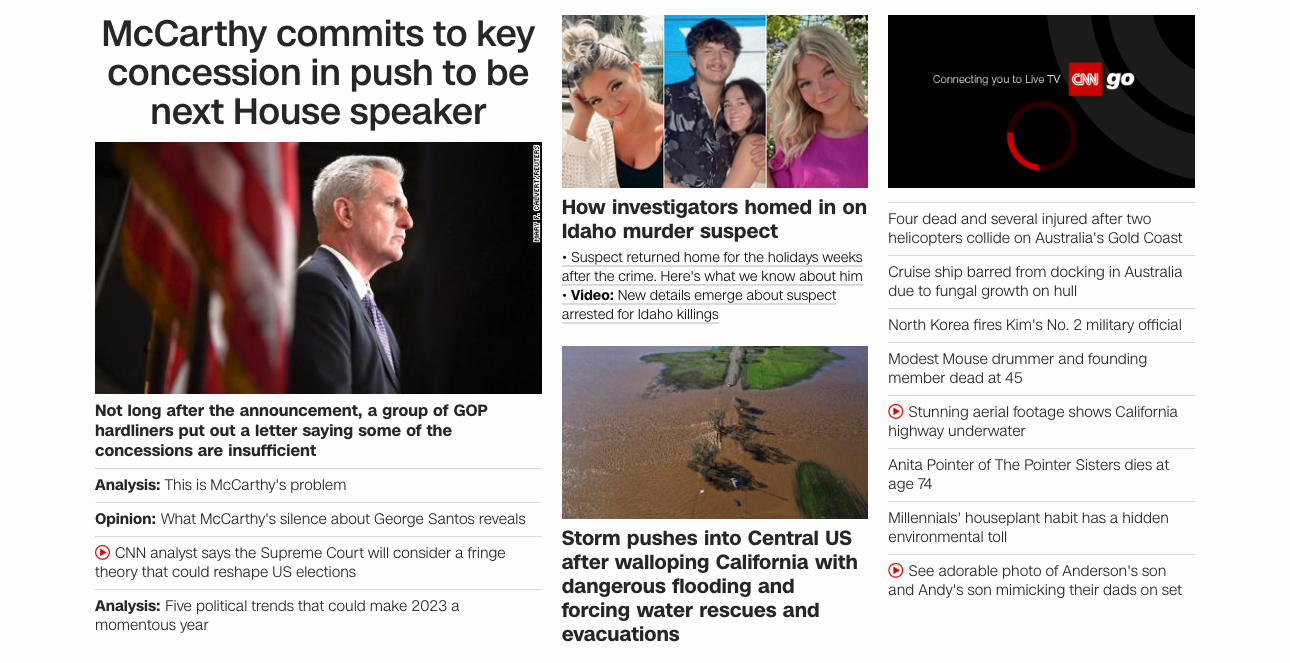 McCarthy commits to key
concession in push to be
next House speaker
MARY F. CALVERT/REUTERS
Not long after the announcement, a group of GOP
hardliners put out a letter saying some of the
concessions are insufficient
Analysis: This is McCarthy's problem
Opinion: What McCarthy's silence about George Santos reveals
CNN analyst says the Supreme Court will consider a fringe
theory that could reshape US elections
Analysis: Five political trends that could make 2023 a
momentous year
How investigators homed in on
Idaho murder suspect
• Suspect returned home for the holidays weeks
after the crime. Here's what we know about him
• Video: New details emerge about suspect
arrested for Idaho killings
Storm pushes into Central US
after walloping California with
dangerous flooding and
forcing water rescues and
evacuations
Connecting you to Live TV CNN go
Four dead and several injured after two
helicopters collide on Australia's Gold Coast
Cruise ship barred from docking in Australia
due to fungal growth on hull
North Korea fires Kim's No. 2 military official
Modest Mouse drummer and founding
member dead at 45
Stunning aerial footage shows California
highway underwater
Anita Pointer of The Pointer Sisters dies at
age 74
Millennials' houseplant habit has a hidden
environmental toll
See adorable photo of Anderson's son
and Andy's son mimicking their dads on set